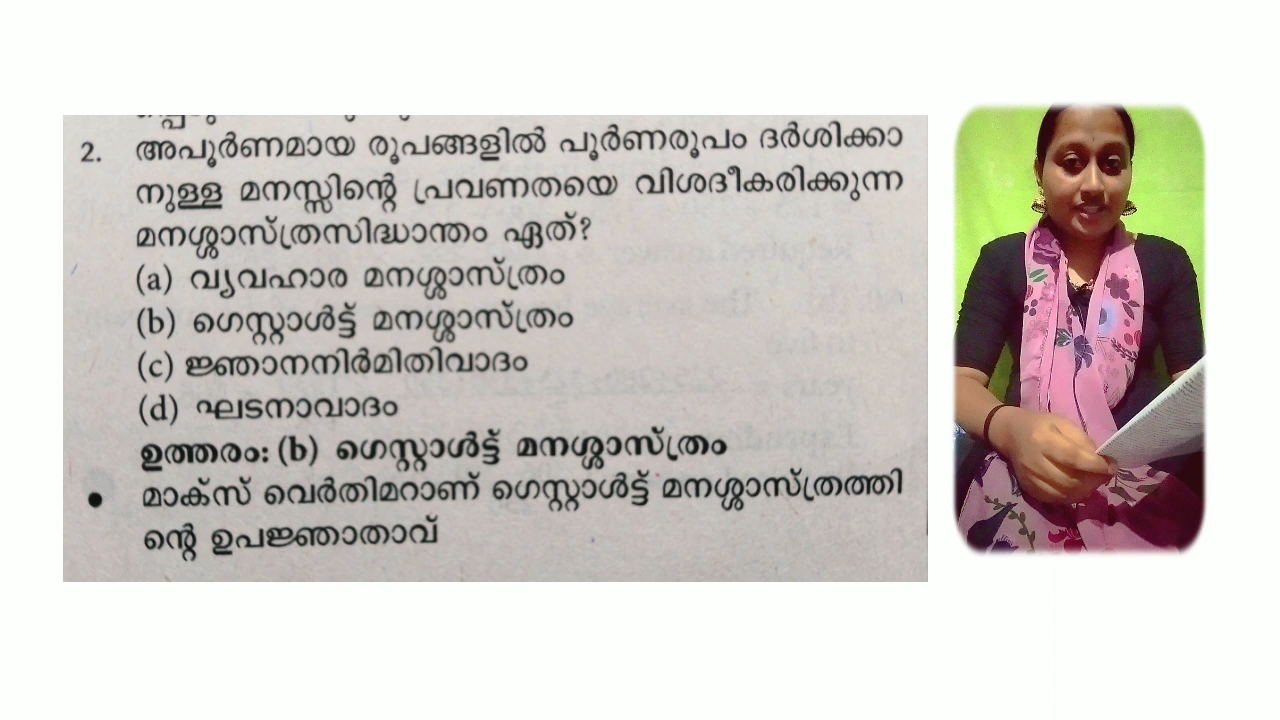 2. അപൂർണമായ രൂപങ്ങളിൽ പൂർണരൂപം ദർശിക്കാ
നുള്ള മനസ്സിന്റെ പ്രവണതയെ വിശദീകരിക്കുന്ന
മനശ്ശാസ്ത്രസിദ്ധാന്തം ഏത്?
(a) വ്യവഹാര മനശ്ശാസ്ത്രം
(b) ഗെസ്റ്റാൾട്ട് മനശ്ശാസ്ത്രം
(c) ജ്ഞാനനിർമിതിവാദം
(d) ഘടനാവാദം
ഉത്തരം: (b) ഗെസ്റ്റാൾട്ട് മനശ്ശാസ്ത്രം
• മാക്സ് വെർതിമറാണ് ഗെസ്റ്റാൾട്ട് മനശ്ശാസ്ത്രത്തി
ന്റെ ഉപജ്ഞാതാവ്